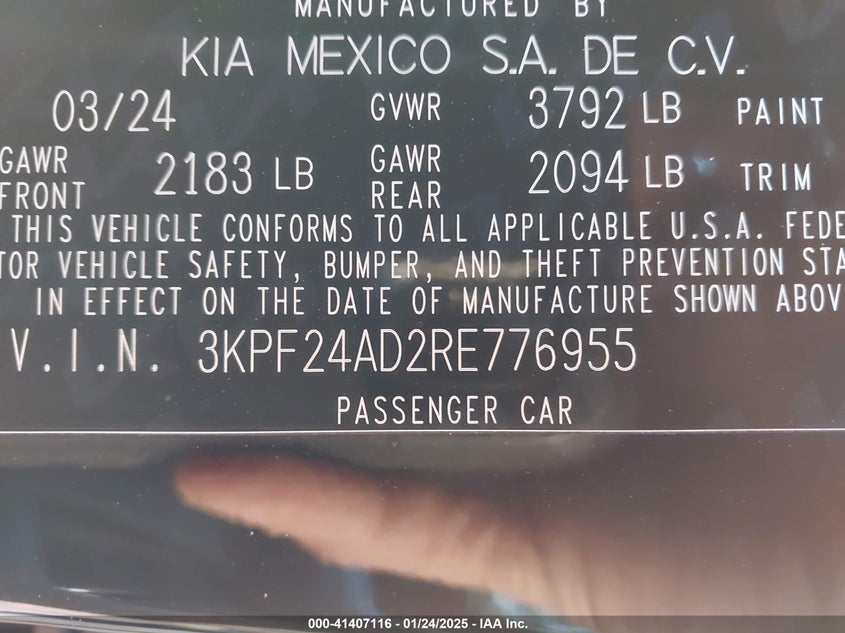 MANUFACTURED BY
KIA MEXICO S.A. DE C.V.
03/24 GVWR 3792 LB PAINT
GAWR FRONT 2183 LB GAWR REAR 2094 LB TRIM
THIS VEHICLE CONFORMS TO ALL APPLICABLE U.S.A. FEDE
TOR VEHICLE SAFETY, BUMPER, AND THEFT PREVENTION STA
IN EFFECT ON THE DATE OF MANUFACTURE SHOWN ABOV
V.I.N. 3KPF24AD2RE776955
PASSENGER CAR
000-41407116 - 01/24/2025 - IAA Inc.